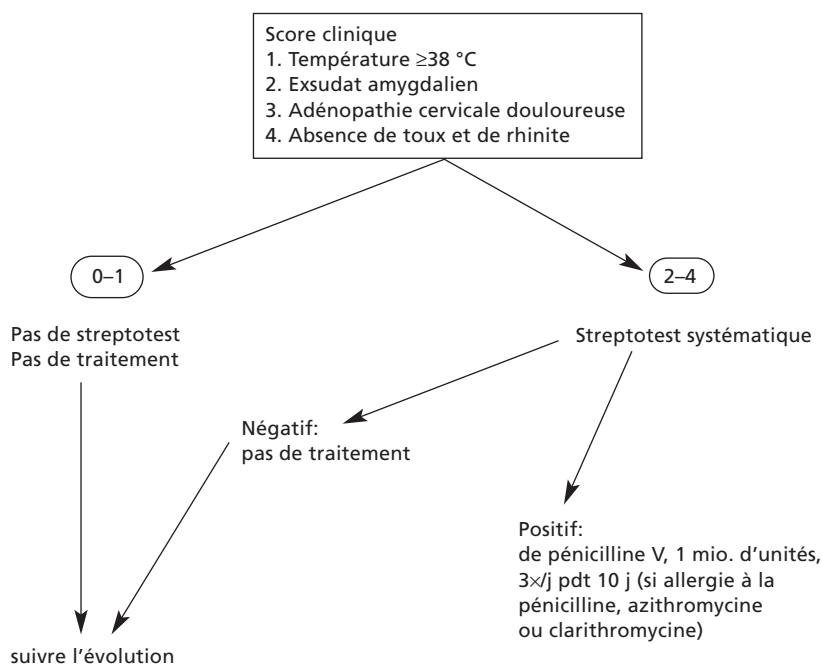 Score clinique
1. Température ≥38 °C
2. Exsudat amygdalien
3. Adénopathie cervicale douloureuse
4. Absence de toux et de rhinite
0–1
2–4
Pas de streptotest
Pas de traitement
Streptotest systématique
Négatif:
pas de traitement
Positif:
de pénicilline V, 1 mio. d’unités,
3×/j pdt 10 j (si allergie à la
pénicilline, azithromycine
ou clarithromycine)
suivre l’évolution